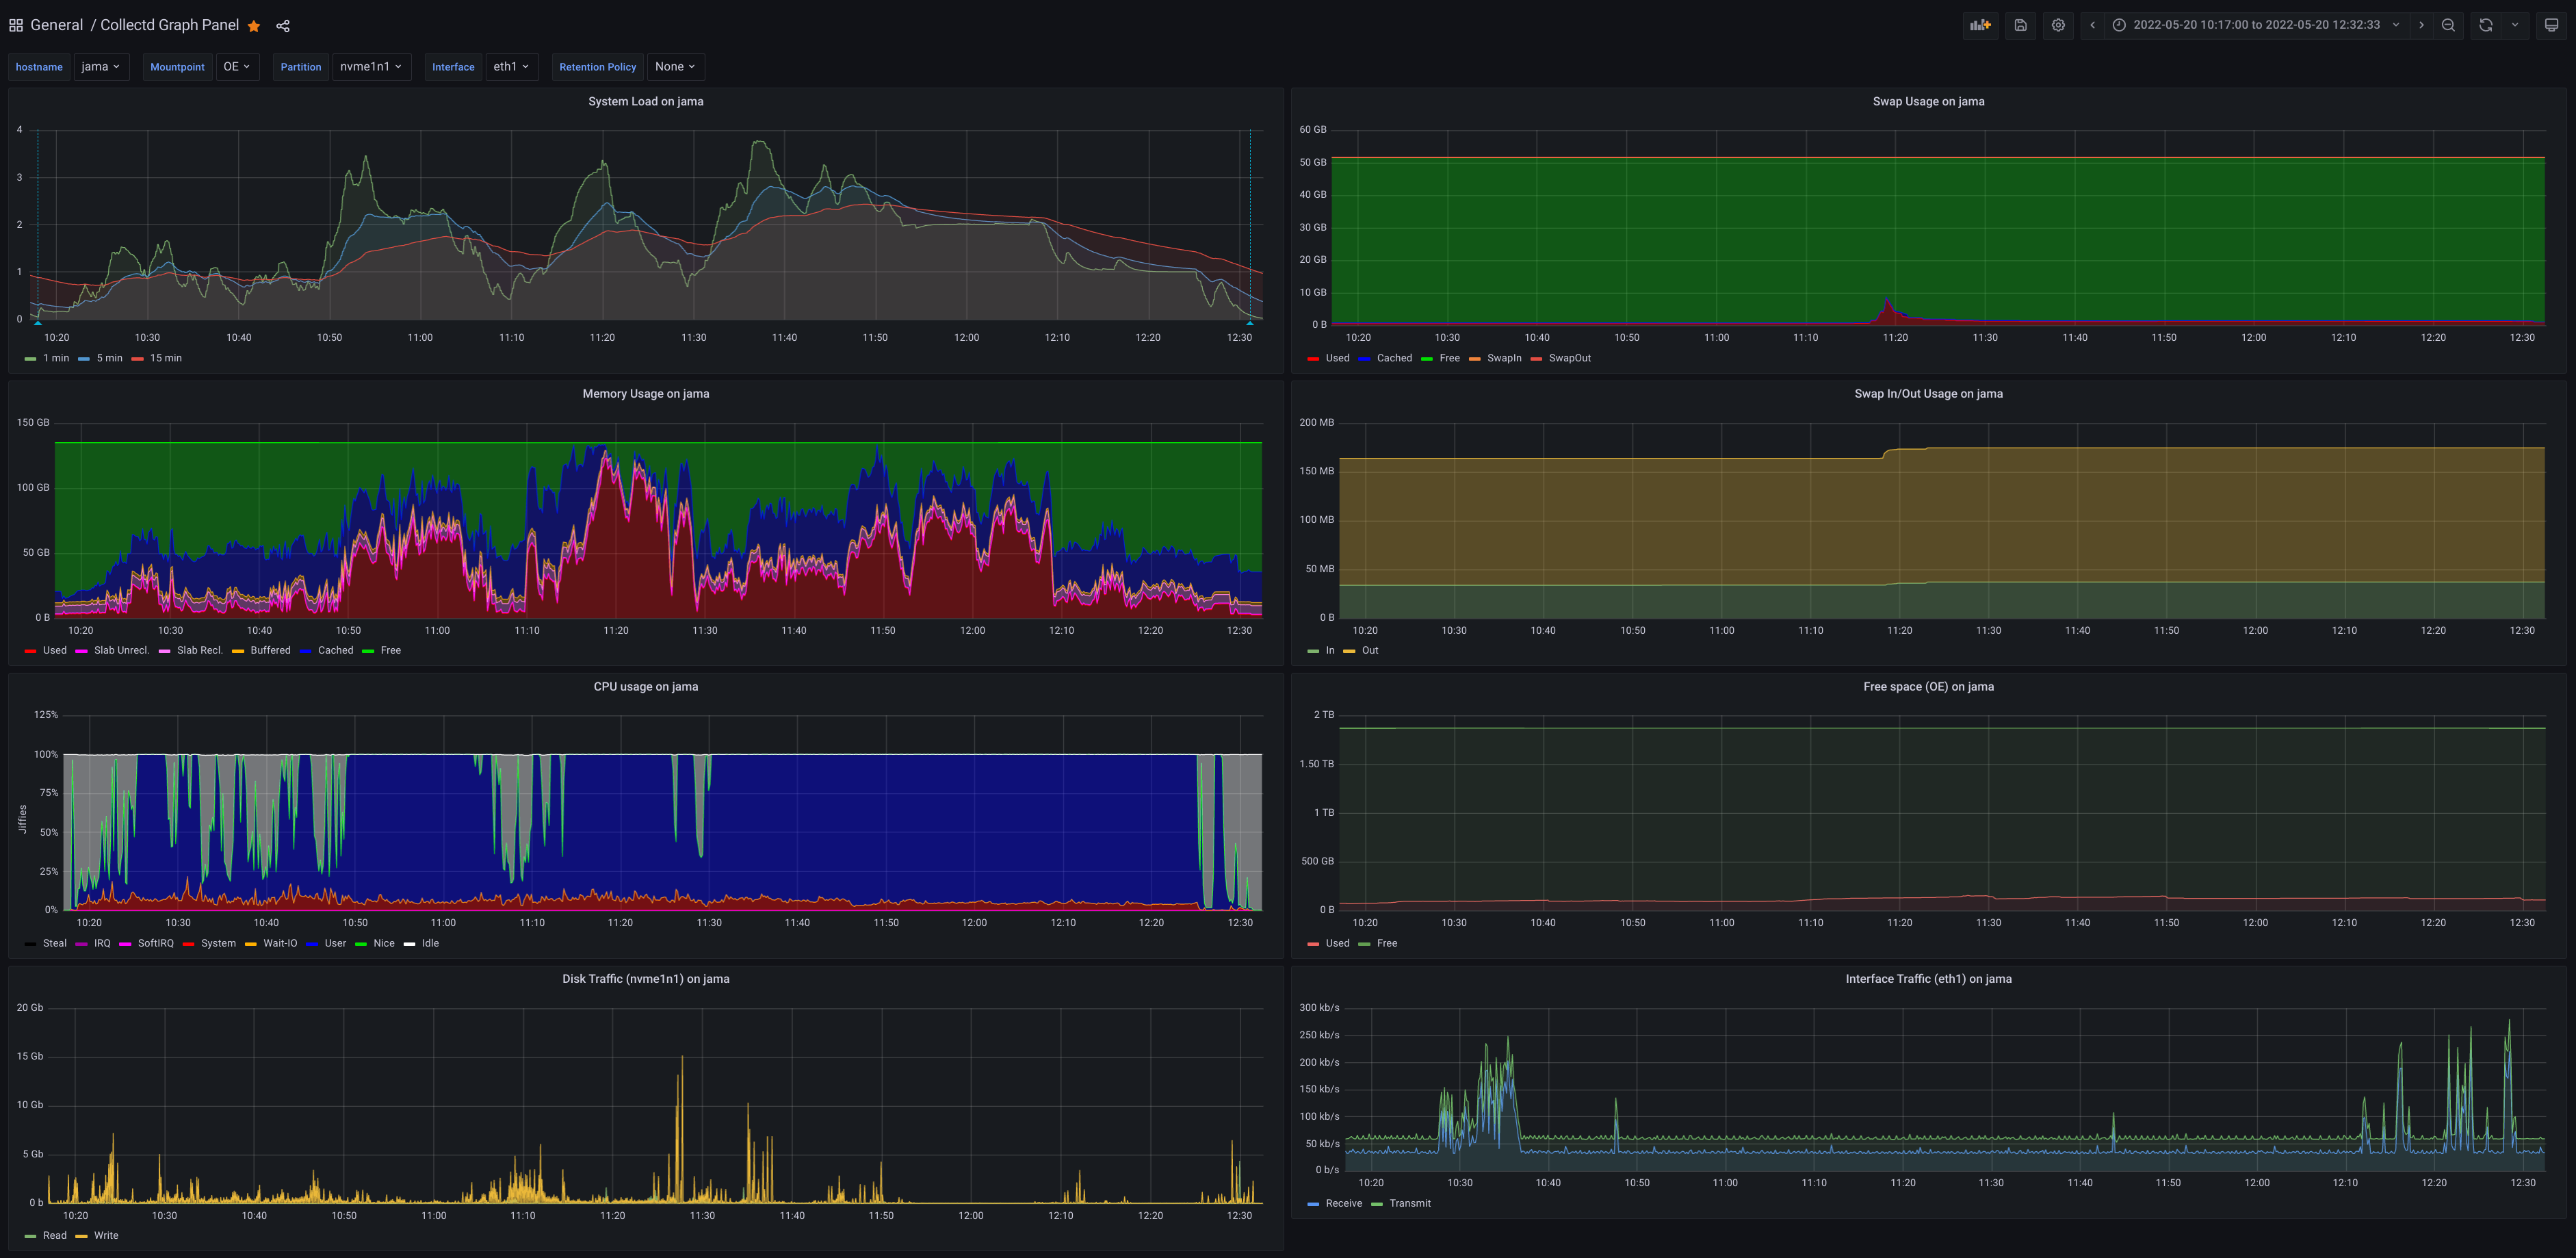 General / Collectd Graph Panel
2022-05-20 10:17:00 to 2022-05-20 12:32:33
hostname jama Mountpoint OE Partition nvme1n1 Interface eth1 Retention Policy None
System Load on jama
4
3
2
1
0
10:20 10:30 10:40 10:50 11:00 11:10 11:20 11:30 11:40 11:50 12:00 12:10 12:20 12:30
1 min 5 min 15 min
Swap Usage on jama
60 GB
50 GB
40 GB
30 GB
20 GB
10 GB
0 B
10:20 10:30 10:40 10:50 11:00 11:10 11:20 11:30 11:40 11:50 12:00 12:10 12:20 12:30
Used Cached Free SwapIn SwapOut
Memory Usage on jama
150 GB
100 GB
50 GB
0 B
10:20 10:30 10:40 10:50 11:00 11:10 11:20 11:30 11:40 11:50 12:00 12:10 12:20 12:30
Used Slab Unrecl. Slab Recl. Buffered Cached Free
Swap In/Out Usage on jama
200 MB
150 MB
100 MB
50 MB
0 B
10:20 10:30 10:40 10:50 11:00 11:10 11:20 11:30 11:40 11:50 12:00 12:10 12:20 12:30
In Out
CPU usage on jama
Jiffies
125%
100%
75%
50%
25%
0%
10:20 10:30 10:40 10:50 11:00 11:10 11:20 11:30 11:40 11:50 12:00 12:10 12:20 12:30
Steal IRQ SoftIRQ System Wait-IO User Nice Idle
Free space (OE) on jama
2 TB
1.50 TB
1 TB
500 GB
0 B
10:20 10:30 10:40 10:50 11:00 11:10 11:20 11:30 11:40 11:50 12:00 12:10 12:20 12:30
Used Free
Disk Traffic (nvme1n1) on jama
20 Gb
15 Gb
10 Gb
5 Gb
0 b
10:20 10:30 10:40 10:50 11:00 11:10 11:20 11:30 11:40 11:50 12:00 12:10 12:20 12:30
Read Write
Interface Traffic (eth1) on jama
300 kb/s
250 kb/s
200 kb/s
150 kb/s
100 kb/s
50 kb/s
0 b/s
10:20 10:30 10:40 10:50 11:00 11:10 11:20 11:30 11:40 11:50 12:00 12:10 12:20 12:30
Receive Transmit